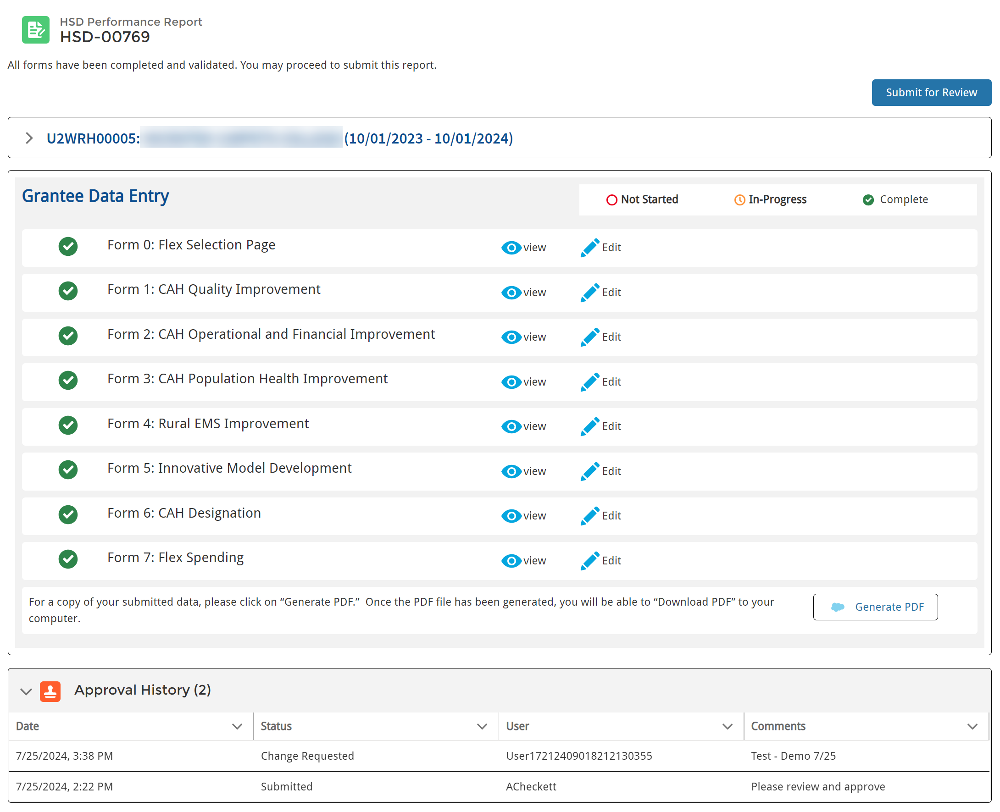 HSD Performance Report
HSD-00769
All forms have been completed and validated. You may proceed to submit this report.
Submit for Review
U2WRH00005: (10/01/2023 - 10/01/2024)
Grantee Data Entry
Not Started In-Progress Complete
Form 0: Flex Selection Page view Edit
Form 1: CAH Quality Improvement view Edit
Form 2: CAH Operational and Financial Improvement view Edit
Form 3: CAH Population Health Improvement view Edit
Form 4: Rural EMS Improvement view Edit
Form 5: Innovative Model Development view Edit
Form 6: CAH Designation view Edit
Form 7: Flex Spending view Edit
For a copy of your submitted data, please click on “Generate PDF.”  Once the PDF file has been generated, you will be able to “Download PDF” to your
computer.
Generate PDF
Approval History (2)
Date Status User Comments
7/25/2024, 3:38 PM Change Requested User17212409018212130355 Test - Demo 7/25
7/25/2024, 2:22 PM Submitted ACheckett Please review and approve